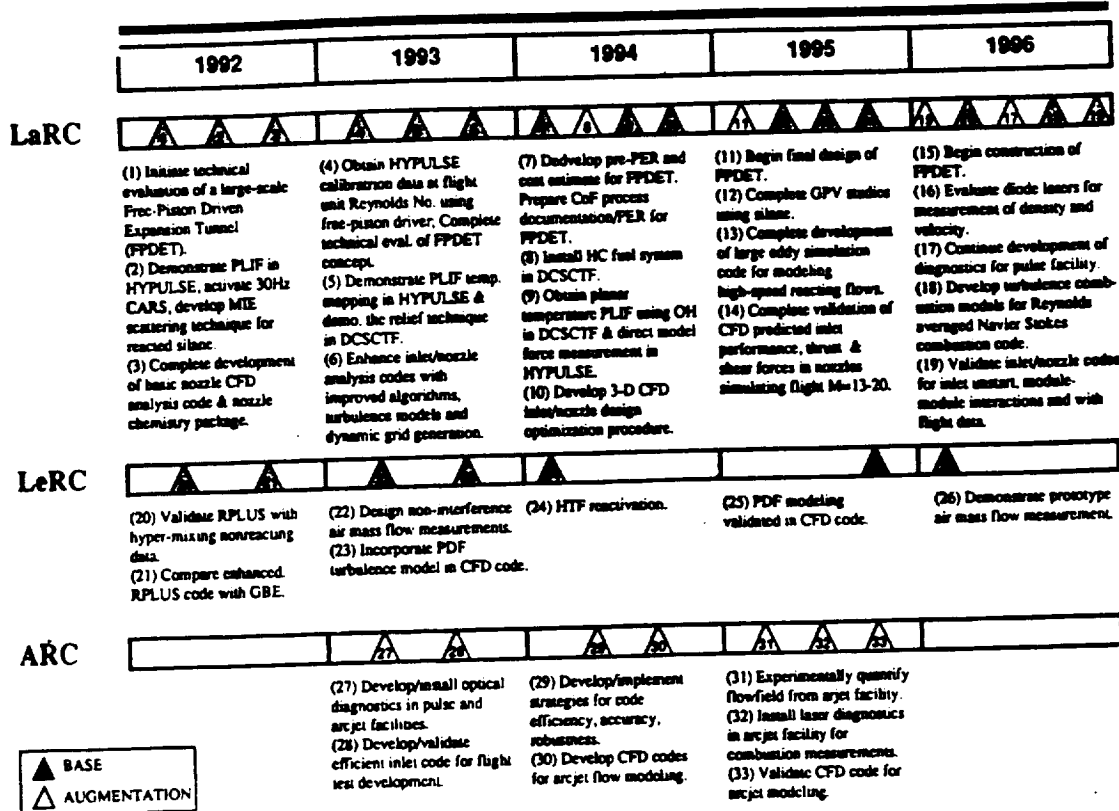 1992
1993
1994
1995
1996
LaRC
8
11
17
(1) Initiate technical
evaluation of a large-scale
Free-Piston Driven
Expansion Tunnel
(FPDET).
(2) Demonstrate PLIF in
HYPULSE, activate 30Hz
CARS, develop MIE
scattering technique for
reacted silane.
(3) Complete development
of basic nozzle CFD
analysis code & nozzle
chemistry package.
(4) Obtain HYPULSE
calibratrion data at flight
unit Reynolds No. using
free-piston driver, Complete
technical eval. of FPDET
concept.
(5) Demonstrate PLIF temp.
mapping in HYPULSE &
demo. the relief technique
in DCSCTF.
(6) Enhance inlet/nozzle
analysis codes with
improved algorithms,
turbulence models and
dynamic grid generation.
(7) Dedvelop pre-PER and
cost estimate for FPDET.
Prepare CoF process
documentation/PER for
FPDET.
(8) Install HC fuel system
in DCSCTF.
(9) Obtain planar
temperature PLIF using OH
in DCSCTF & direct model
force measurement in
HYPULSE.
(10) Develop 3-D CFD
inlet/nozzle design
optimization procedure.
(11) Begin final design of
FPDET.
(12) Complete GPV studies
using silane.
(13) Complete development
of large eddy simulation
code for modeling
high-speed reacting flows.
(14) Complete validation of
CFD predicted inlet
performance, thrust &
shear forces in nozzles
simulating flight M=13-20.
(15) Begin construction of
FPDET.
(16) Evaluate diode lasers for
measurement of density and
velocity.
(17) Continue development of
diagnostics for pulse facility.
(18) Develop turbulence comb-
ustion models for Reynolds
averaged Navier Stokes
combustion code.
(19) Validate inlet/nozzle codes
for inlet unstart, module-
module interactions and with
flight data.
LeRC
(20) Validate RPLUS with
hyper-mixing nonreacting
data.
(21) Compare enhanced
RPLUS code with GBE.
(22) Design non-interference
air mass flow measurements.
(23) Incorporate PDF
turbulence model in CFD code.
(24) HTF reactivation.
(25) PDF modeling
validated in CFD code.
(26) Demonstrate prototype
air mass flow measurement.
ARC
27
28
29
30
31
32
33
(27) Develop/install optical
diagnostics in pulse and
arcjet facilities.
(28) Develop/validate
efficient inlet code for flight
test development.
(29) Develop/implement
strategies for code
efficiency, accuracy,
robustness.
(30) Develop CFD codes
for arcjet flow modeling.
(31) Experimentally quantify
flowfield from arjet facility.
(32) Install laser diagnostics
in arcjet facility for
combustion measurements.
(33) Validate CFD code for
arcjet modeling.
BASE
AUGMENTATION